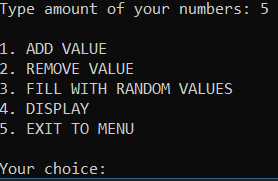 Type amount of your numbers: 5
1. ADD VALUE
2. REMOVE VALUE
3. FILL WITH RANDOM VALUES
4. DISPLAY
5. EXIT TO MENU
Your choice: